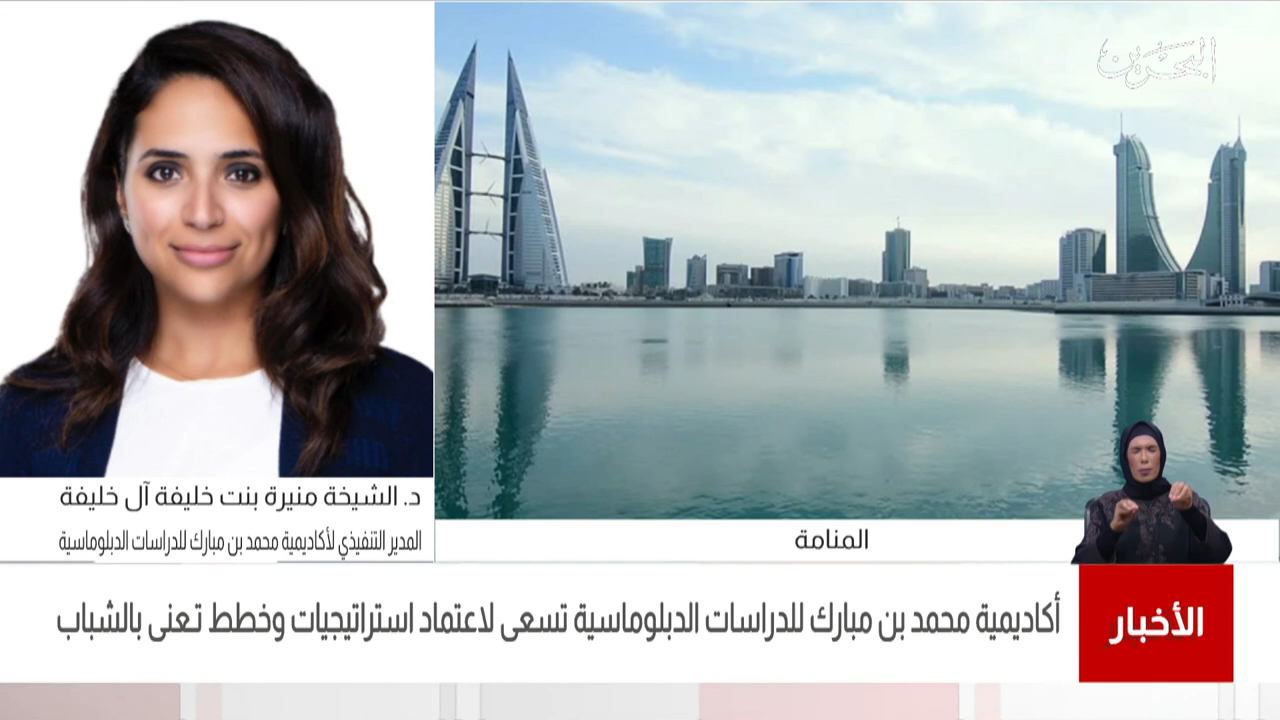 البحرين
د. الشيخة منيرة بنت خليفة آل خليفة
المدير التنفيذي لأكاديمية محمد بن مبارك للدراسات الدبلوماسية
المنامة
الأخبار
أكاديمية محمد بن مبارك للدراسات الدبلوماسية تسعى لاعتماد استراتيجيات وخطط تعنى بالشباب